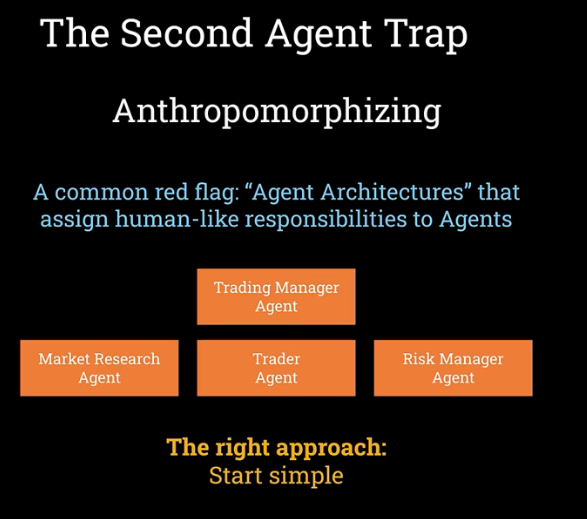 The Second Agent Trap
Anthropomorphizing
A common red flag: “Agent Architectures” that
assign human-like responsibilities to Agents
Trading Manager
Agent
Market Research
Agent
Trader
Agent
Risk Manager
Agent
The right approach:
Start simple